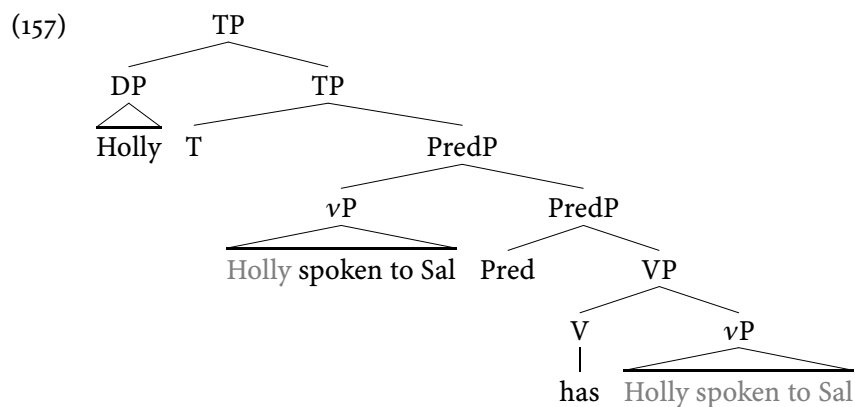 (157) TP
DP TP
Holly T PredP
vP PredP
Holly spoken to Sal Pred VP
V vP
has Holly spoken to Sal